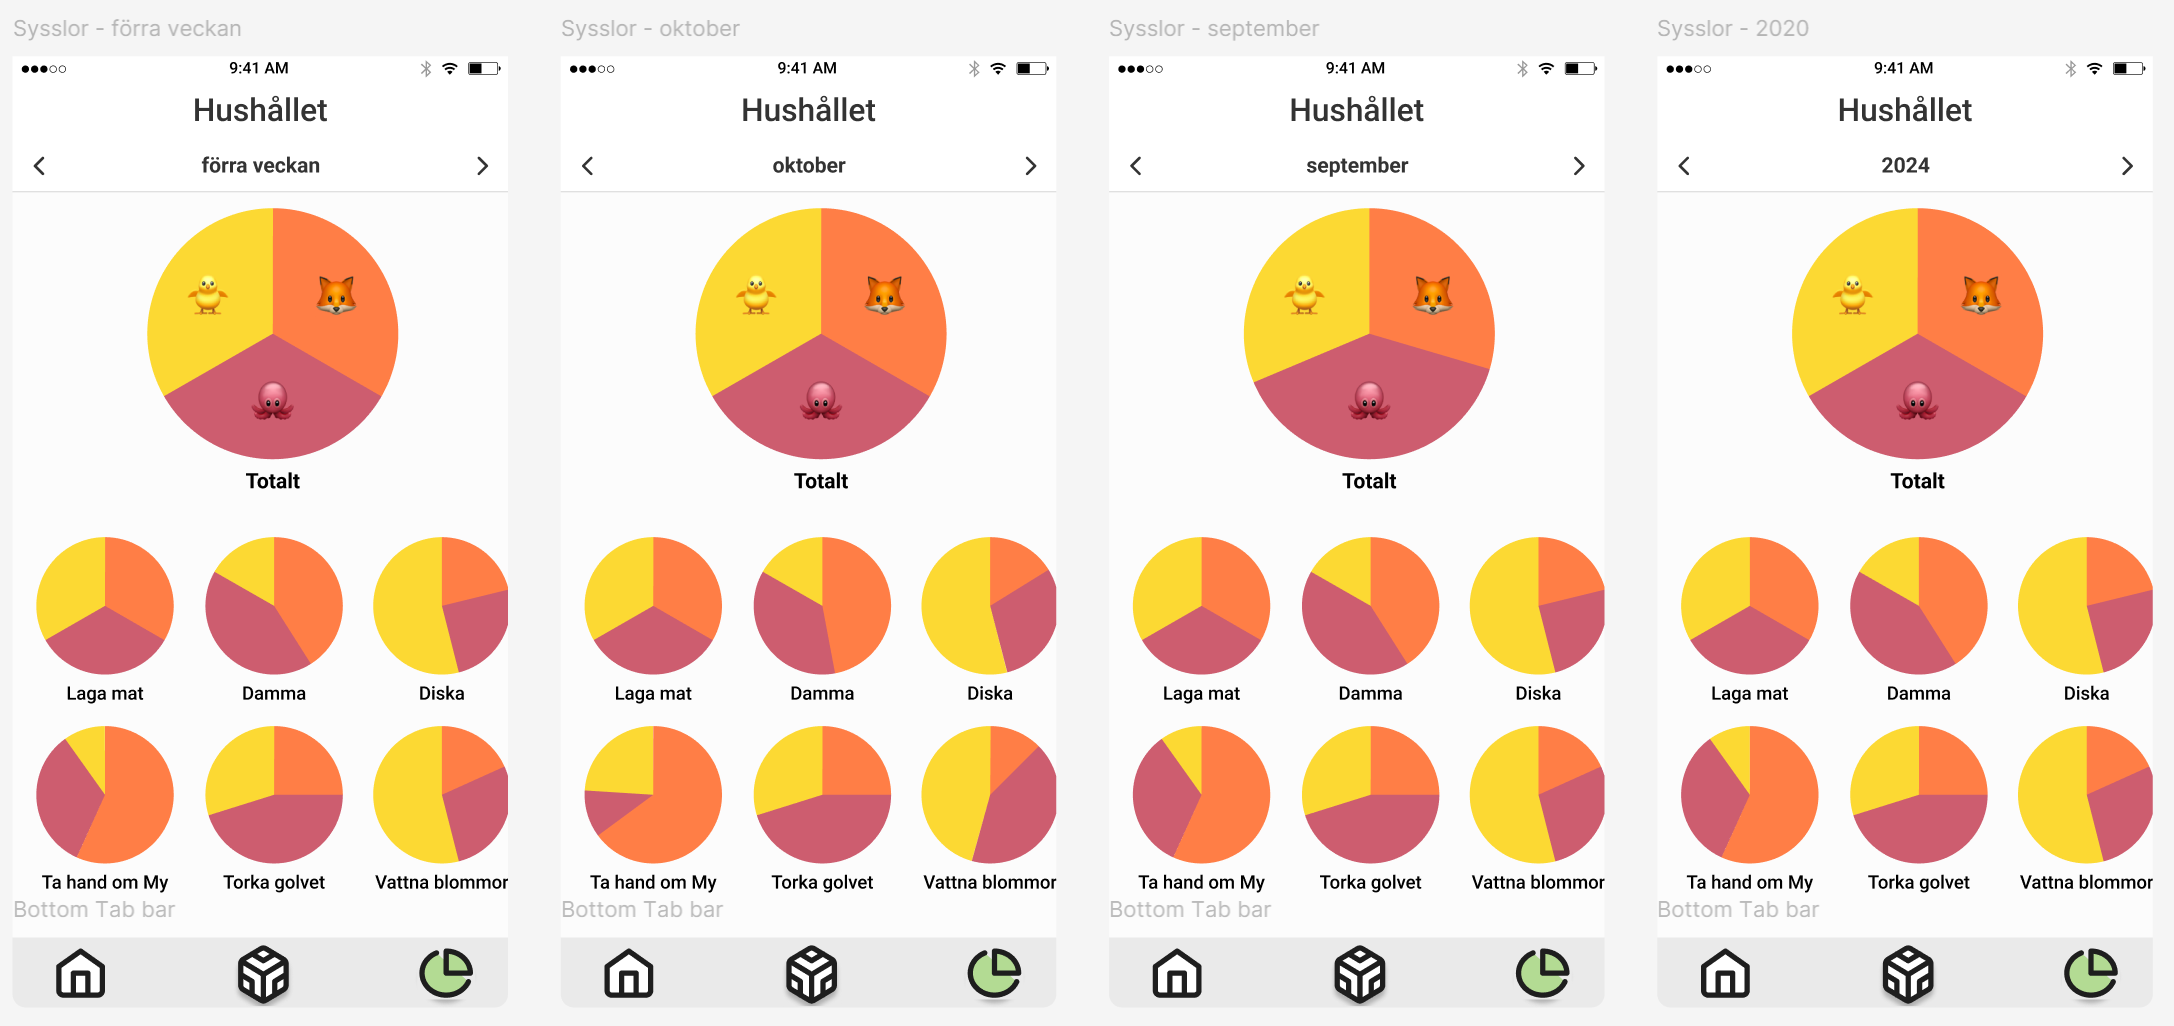 Sysslor - förra veckan
9:41 AM
Hushållet
förra veckan
Totalt
Laga mat
Damma
Diska
Ta hand om My
Torka golvet
Vattna blommor
Bottom Tab bar
Sysslor - oktober
9:41 AM
Hushållet
oktober
Totalt
Laga mat
Damma
Diska
Ta hand om My
Torka golvet
Vattna blommor
Bottom Tab bar
Sysslor - september
9:41 AM
Hushållet
september
Totalt
Laga mat
Damma
Diska
Ta hand om My
Torka golvet
Vattna blommor
Bottom Tab bar
Sysslor - 2020
9:41 AM
Hushållet
2024
Totalt
Laga mat
Damma
Diska
Ta hand om My
Torka golvet
Vattna blommor
Bottom Tab bar